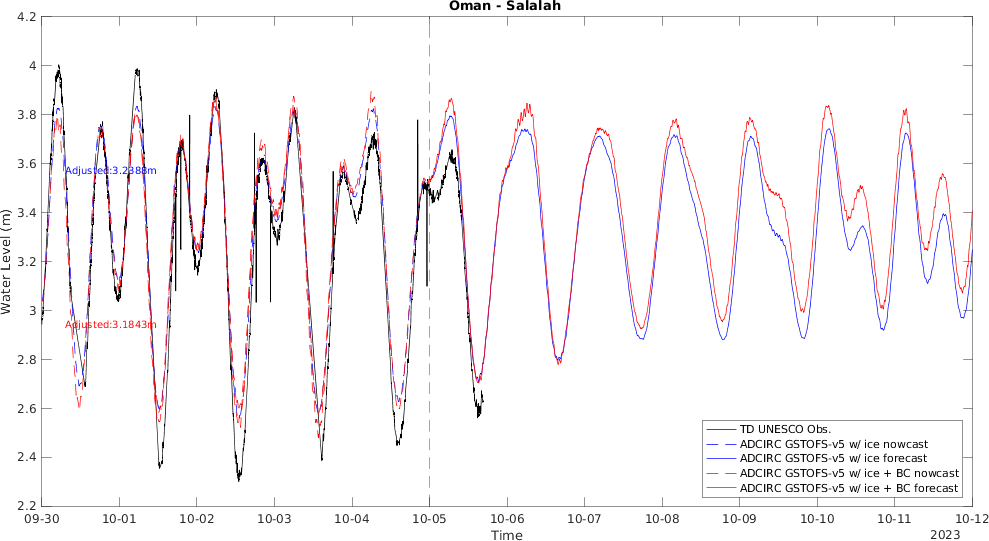 Oman - Salalah
4.2
4
3.8
3.6
3.4
3.2
3
2.8
2.6
2.4
2.2
Water Level (m)
Adjusted:3.2388m
Adjusted:3.1843m
TD UNESCO Obs.
ADCIRC GSTOFS-v5 w/ ice nowcast
ADCIRC GSTOFS-v5 w/ ice forecast
ADCIRC GSTOFS-v5 w/ ice + BC nowcast
ADCIRC GSTOFS-v5 w/ ice + BC forecast
09-30 10-01 10-02 10-03 10-04 10-05 10-06 10-07 10-08 10-09 10-10 10-11 10-12
Time
2023